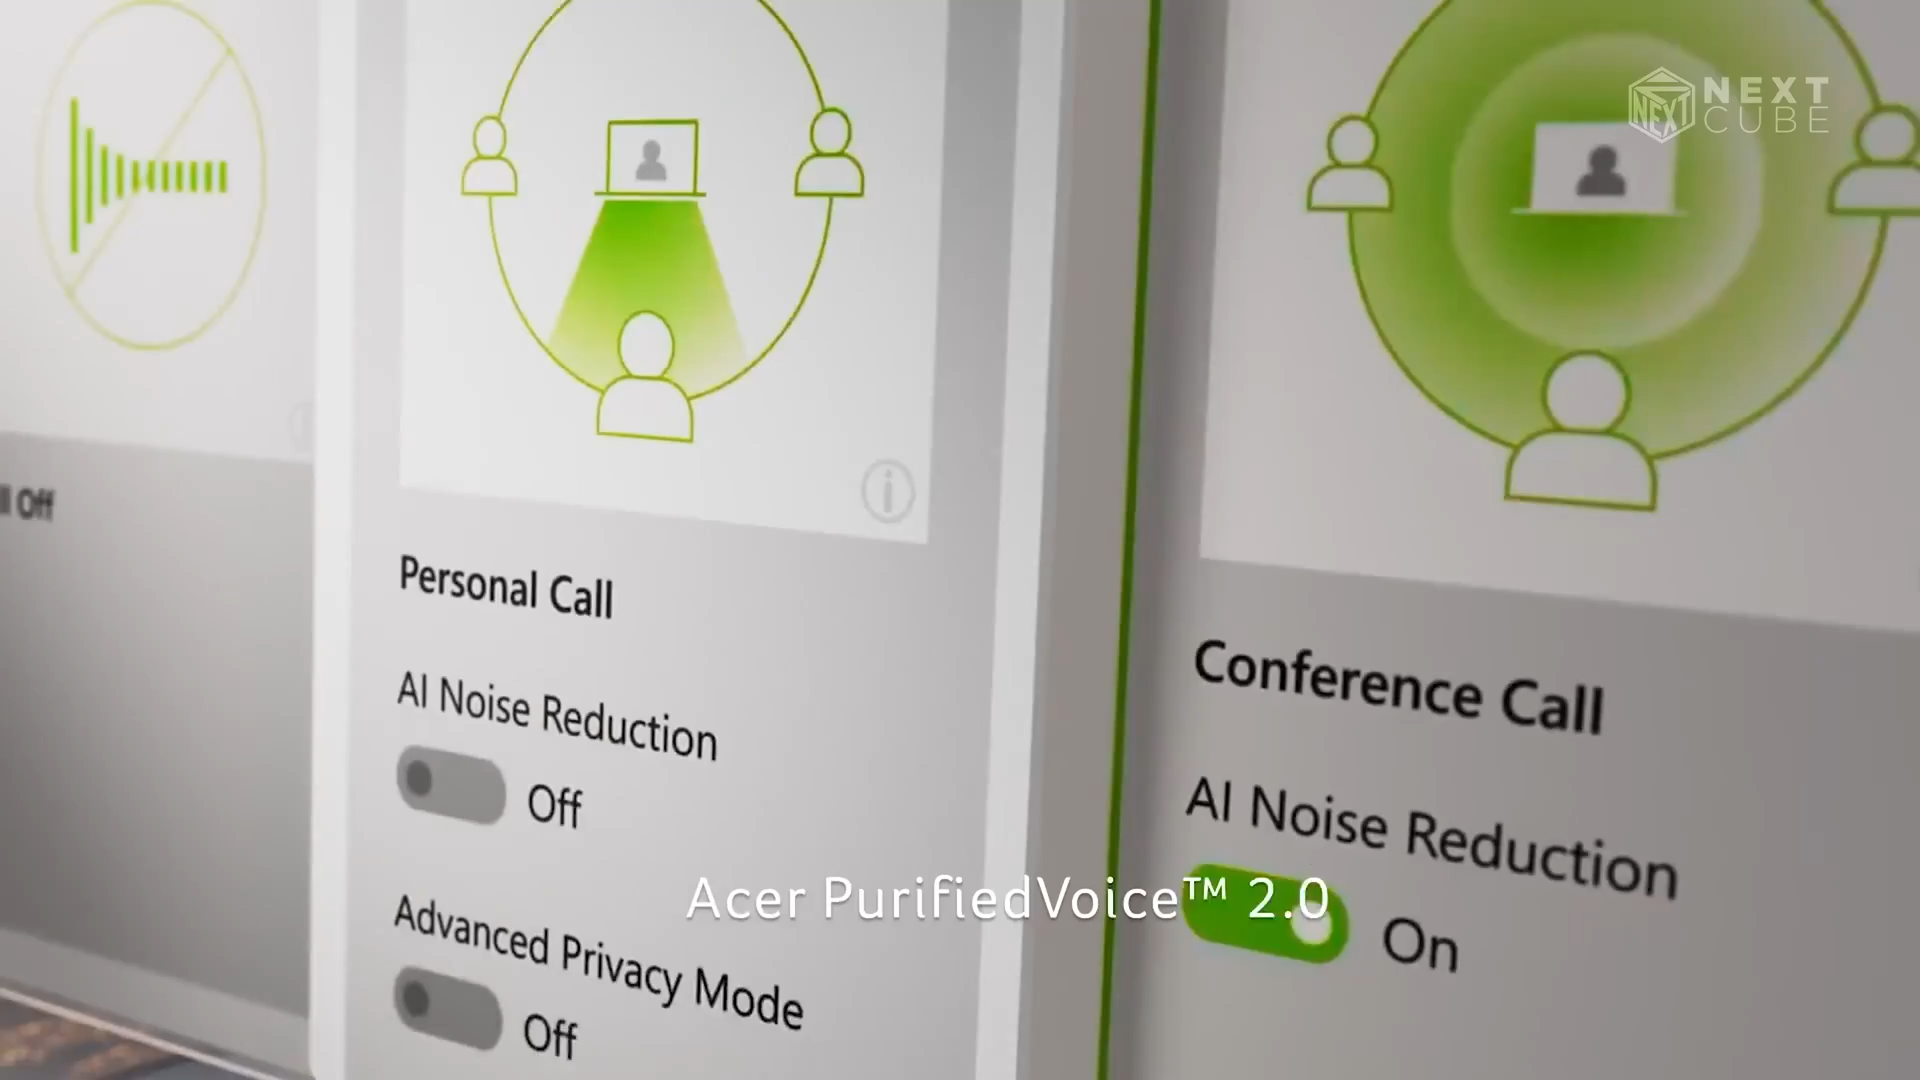 NEXT
NEXT
CUBE
Off
Personal Call
AI Noise Reduction
Off
Advanced Privacy Mode
Off
Conference Call
AI Noise Reduction
On
Acer PurifiedVoice™ 2.0